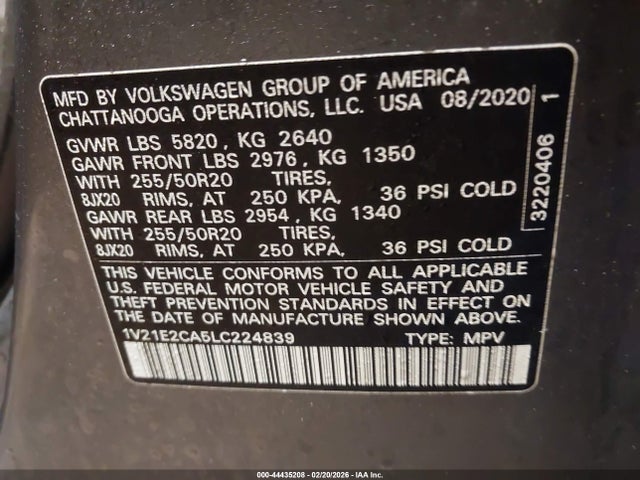 MFD BY VOLKSWAGEN GROUP OF AMERICA
CHATTANOOGA OPERATIONS, LLC. USA 08/2020
GVWR LBS 5820 , KG 2640
GAWR FRONT LBS 2976 , KG 1350
WITH 255/50R20 TIRES,
8JX20 RIMS, AT 250 KPA, 36 PSI COLD
GAWR REAR LBS 2954 , KG 1340
WITH 255/50R20 TIRES,
8JX20 RIMS, AT 250 KPA, 36 PSI COLD
THIS VEHICLE CONFORMS TO ALL APPLICABLE
U.S. FEDERAL MOTOR VEHICLE SAFETY AND
THEFT PREVENTION STANDARDS IN EFFECT ON
THE DATE OF MANUFACTURE SHOWN ABOVE.
1V21E2CA5LC224839 TYPE: MPV
3220406 1
000-44435208 - 02/20/2026 - IAA Inc.